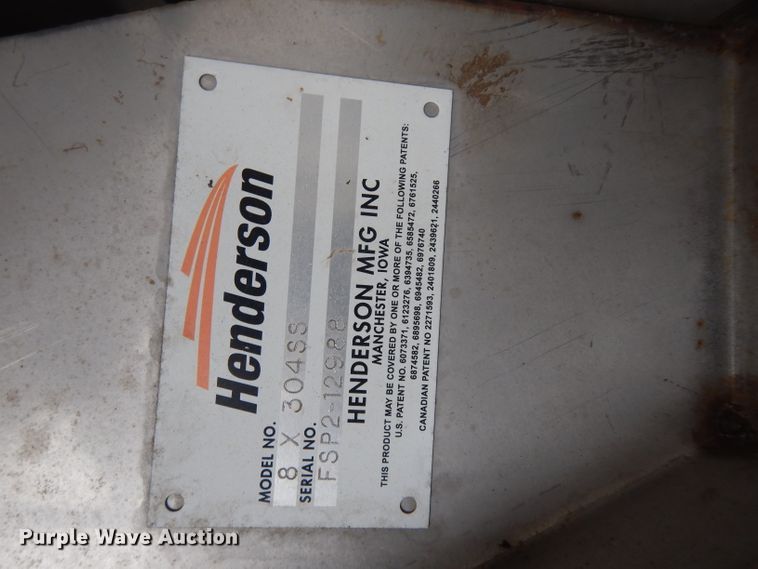 Henderson
MODEL NO.
8 X 304SS
SERIAL NO.
FSP2-12988
HENDERSON MFG INC
MANCHESTER, IOWA
THIS PRODUCT MAY BE COVERED BY ONE OR MORE OF THE FOLLOWING PATENTS:
U.S. PATENT NO. 6073371, 6123276, 6394735, 6585472, 6761525,
6874582, 6895698, 6945482, 6976740
CANADIAN PATENT NO 2271593, 2401809, 2439621, 2440266
Purple Wave Auction